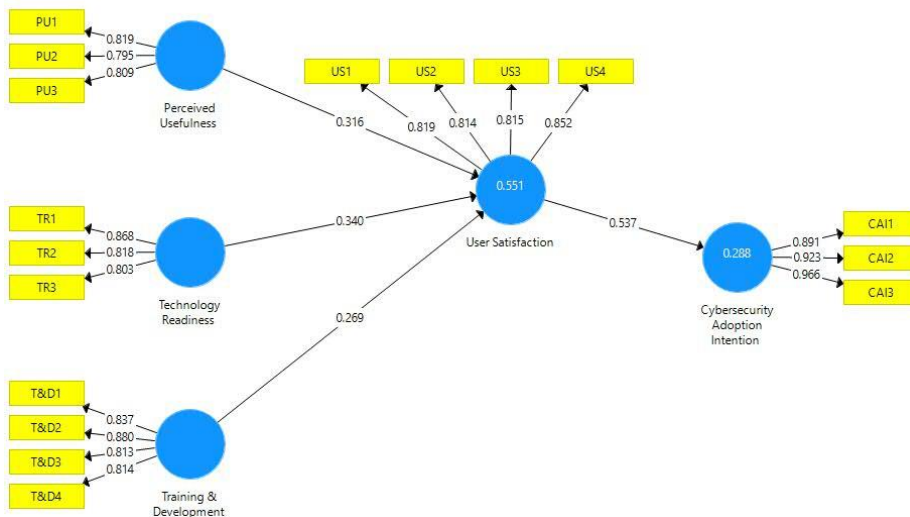 PU1
PU2
PU3
0.819
0.795
0.809
Perceived
Usefulness
US1
US2
US3
US4
0.819
0.814
0.815
0.852
0.316
0.551
User Satisfaction
TR1
TR2
TR3
0.868
0.818
0.803
Technology
Readiness
0.340
0.537
0.288
Cybersecurity
Adoption
Intention
0.891
0.923
0.966
CAI1
CAI2
CAI3
0.269
T&D1
T&D2
T&D3
T&D4
0.837
0.880
0.813
0.814
Training &
Development